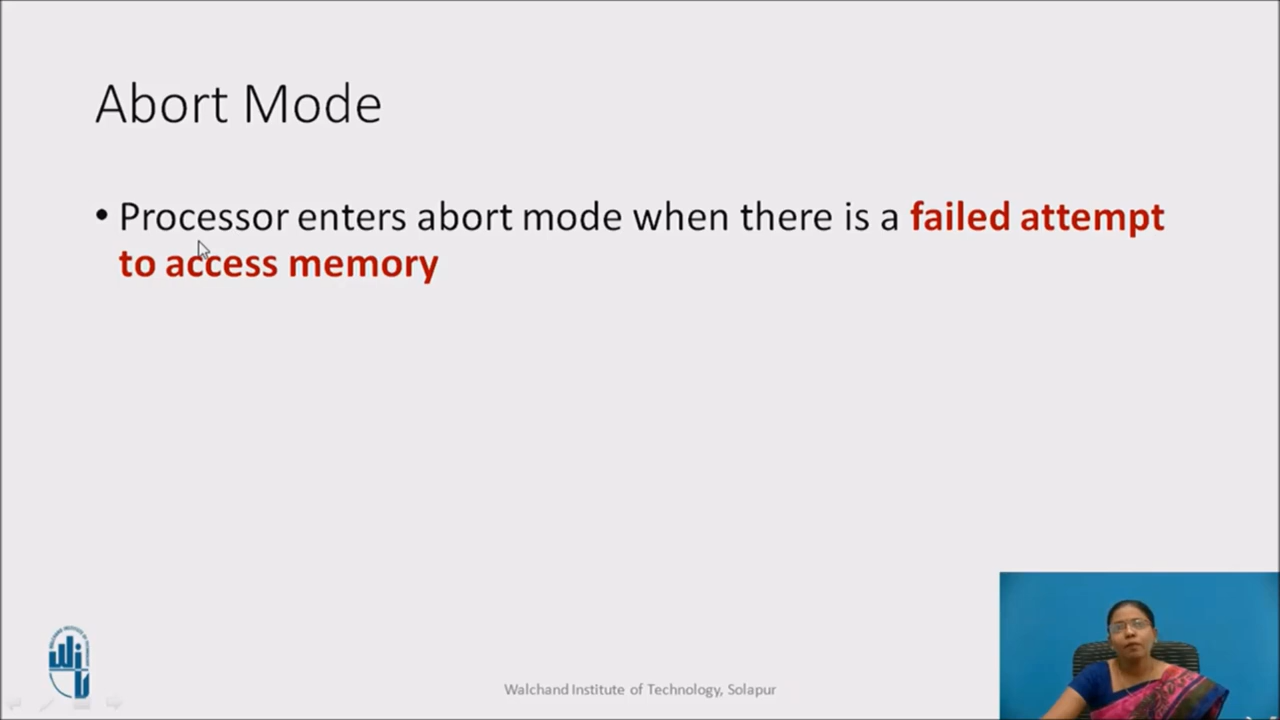 Abort Mode
• Processor enters abort mode when there is a failed attempt
to access memory
Walchand Institute of Technology, Solapur